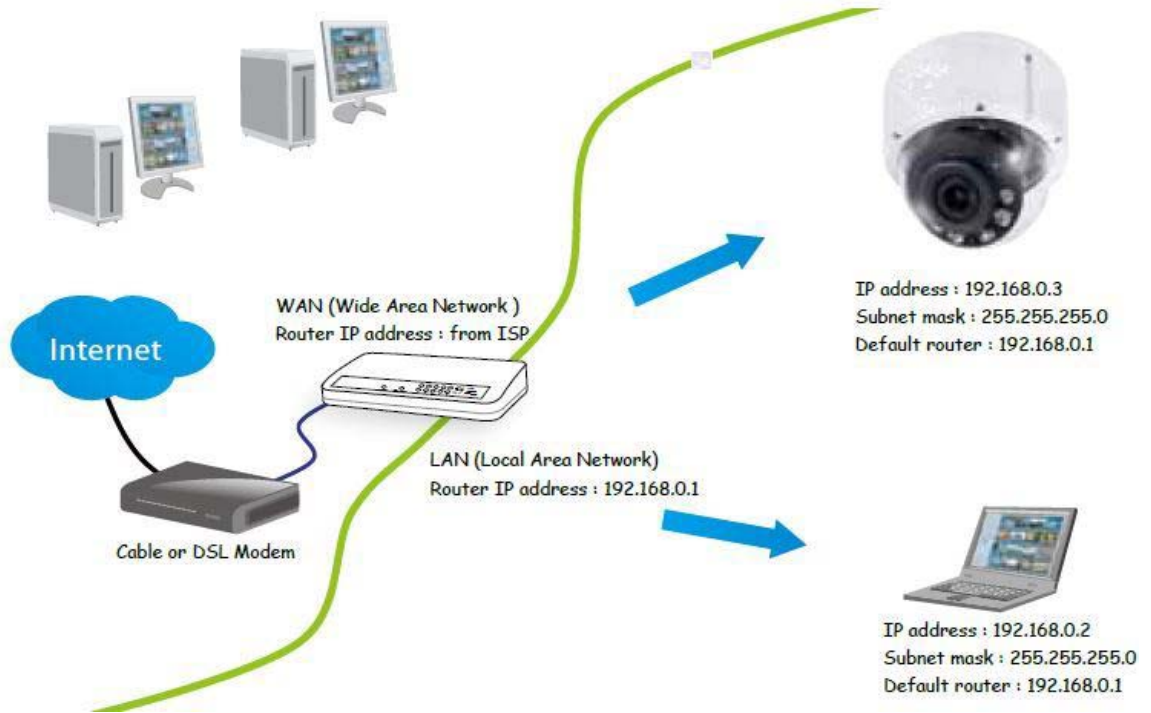 WAN (Wide Area Network )
Router IP address : from ISP
Internet
LAN (Local Area Network)
Router IP address : 192.168.0.1
Cable or DSL Modem
IP address : 192.168.0.3
Subnet mask : 255.255.255.0
Default router : 192.168.0.1
IP address : 192.168.0.2
Subnet mask : 255.255.255.0
Default router : 192.168.0.1